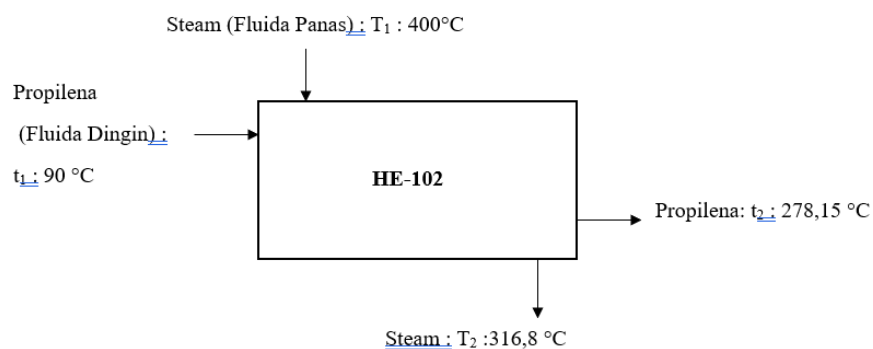 Steam (Fluida Panas) : T₁ : 400°C
Propilena
(Fluida Dingin) :
t₁ : 90 °C
HE-102
Propilena: t₂ : 278,15 °C
Steam : T₂ :316,8 °C